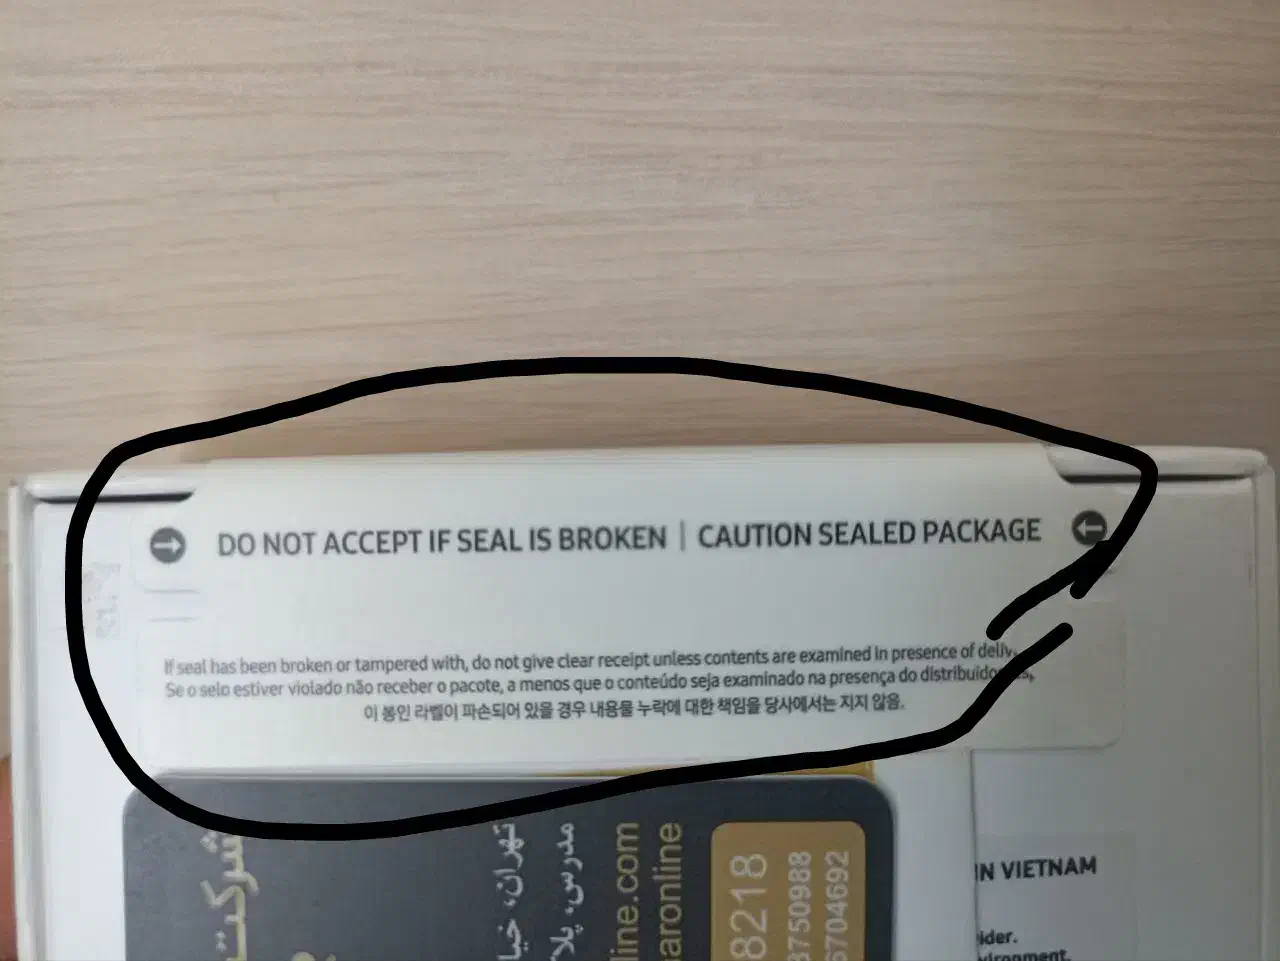 DO NOT ACCEPT IF SEAL IS BROKEN | CAUTION SEALED PACKAGE
If seal has been broken or tampered with, do not give clear receipt unless contents are examined in presence of deliv
Se o selo estiver violado não receber o pacote, a menos que o conteúdo seja examinado na presença do distribuido
이 봉인 라벨이 파손되어 있을 경우 내용물 누락에 대한 책임을 당사에서는 지지 않음.
شرکت
تهران، خیا
مدرس، پلا
line.com
aronline
8218
8750988
6704692
IN VIETNAM
ider.
vironment.